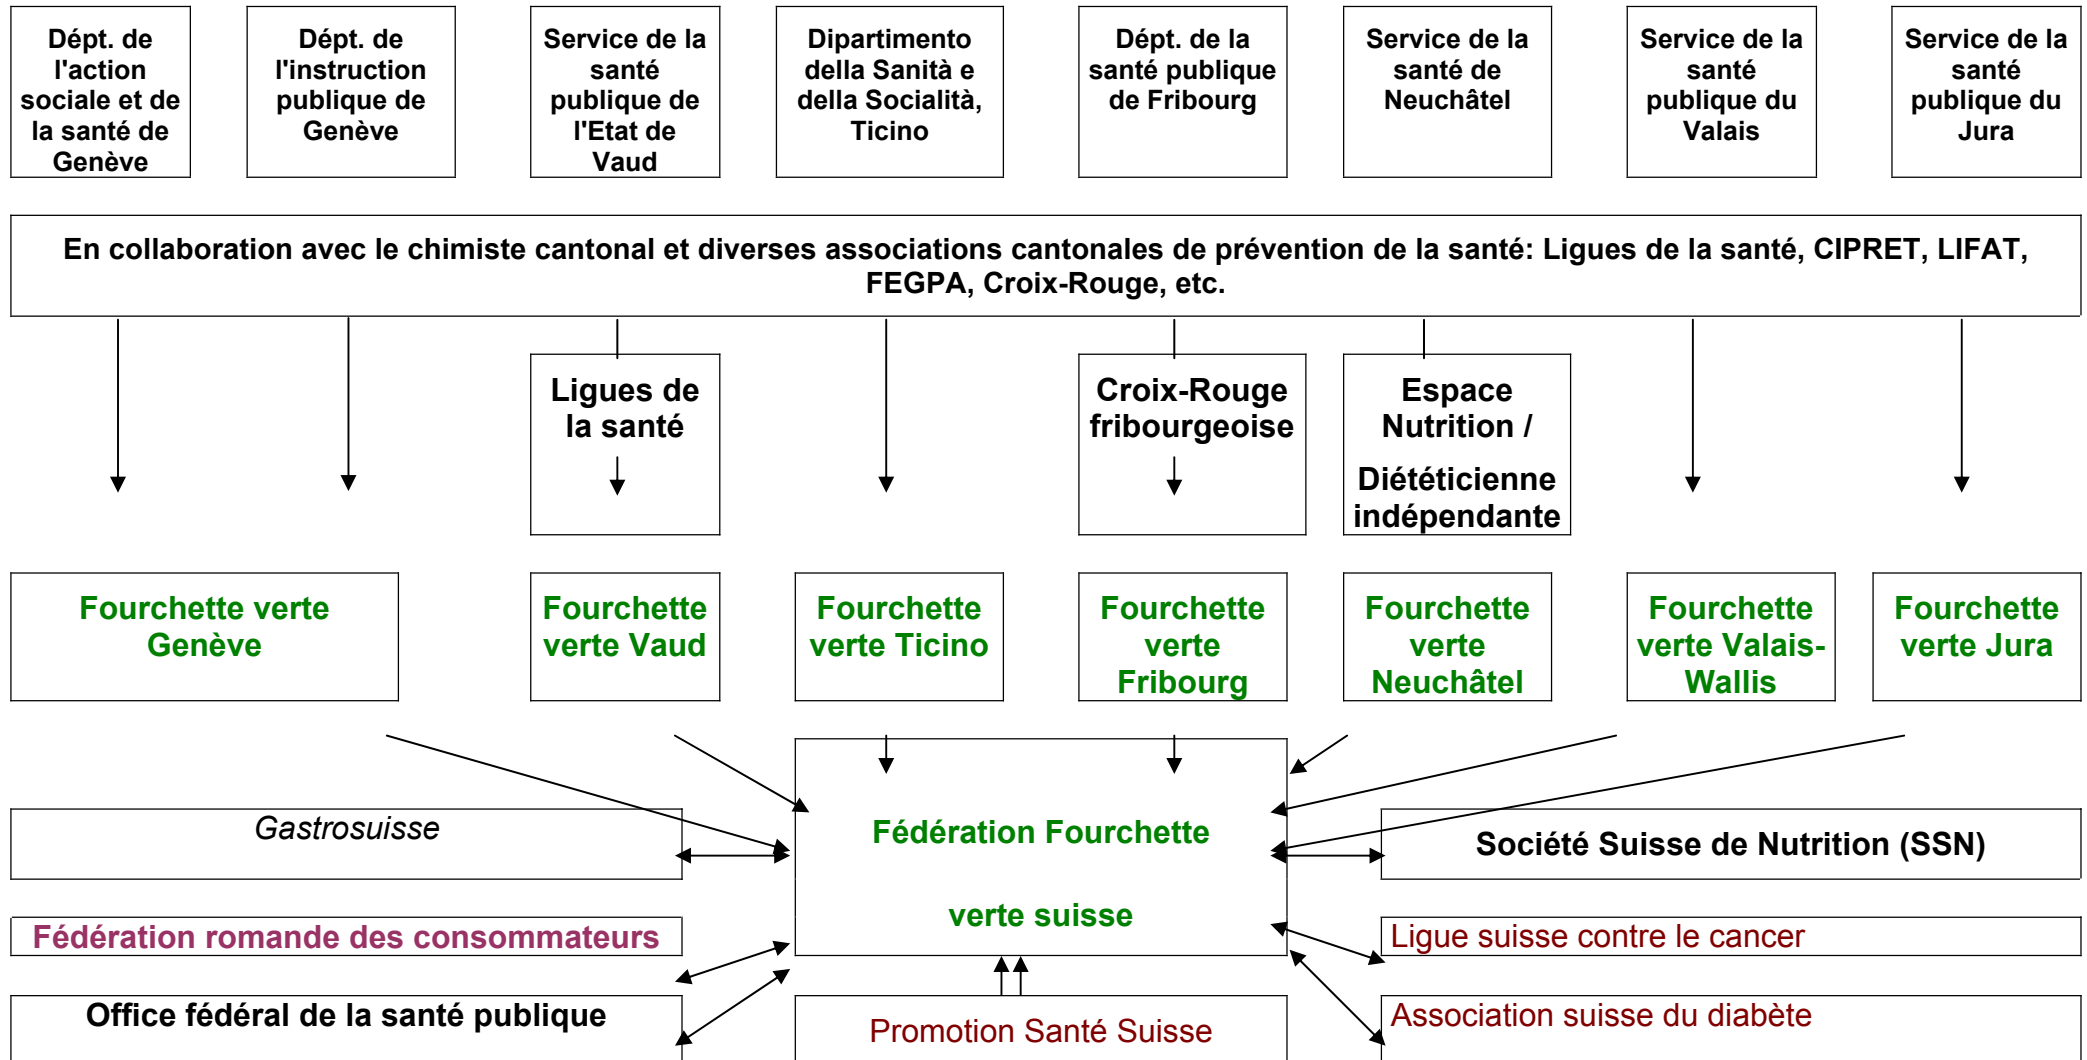 Dépt. de
l'action
sociale et de
la santé de
Genève
Dépt. de
l'instruction
publique de
Genève
Service de la
santé
publique de
l'Etat de
Vaud
Dipartimento
della Sanità e
della Socialità,
Ticino
Dépt. de la
santé publique
de Fribourg
Service de la
santé de
Neuchâtel
Service de la
santé
publique du
Valais
Service de la
santé
publique du
Jura
En collaboration avec le chimiste cantonal et diverses associations cantonales de prévention de la santé: Ligues de la santé, CIPRET, LIFAT,
FEGPA, Croix-Rouge, etc.
Ligues de
la santé
Croix-Rouge
fribourgeoise
Espace
Nutrition /
Diététicienne
indépendante
Fourchette verte
Genève
Fourchette
verte Vaud
Fourchette
verte Ticino
Fourchette
verte
Fribourg
Fourchette
verte
Neuchâtel
Fourchette
verte Valais-
Wallis
Fourchette
verte Jura
Gastrosuisse
Fédération Fourchette
verte suisse
Société Suisse de Nutrition (SSN)
Fédération romande des consommateurs
Ligue suisse contre le cancer
Office fédéral de la santé publique
Promotion Santé Suisse
Association suisse du diabète